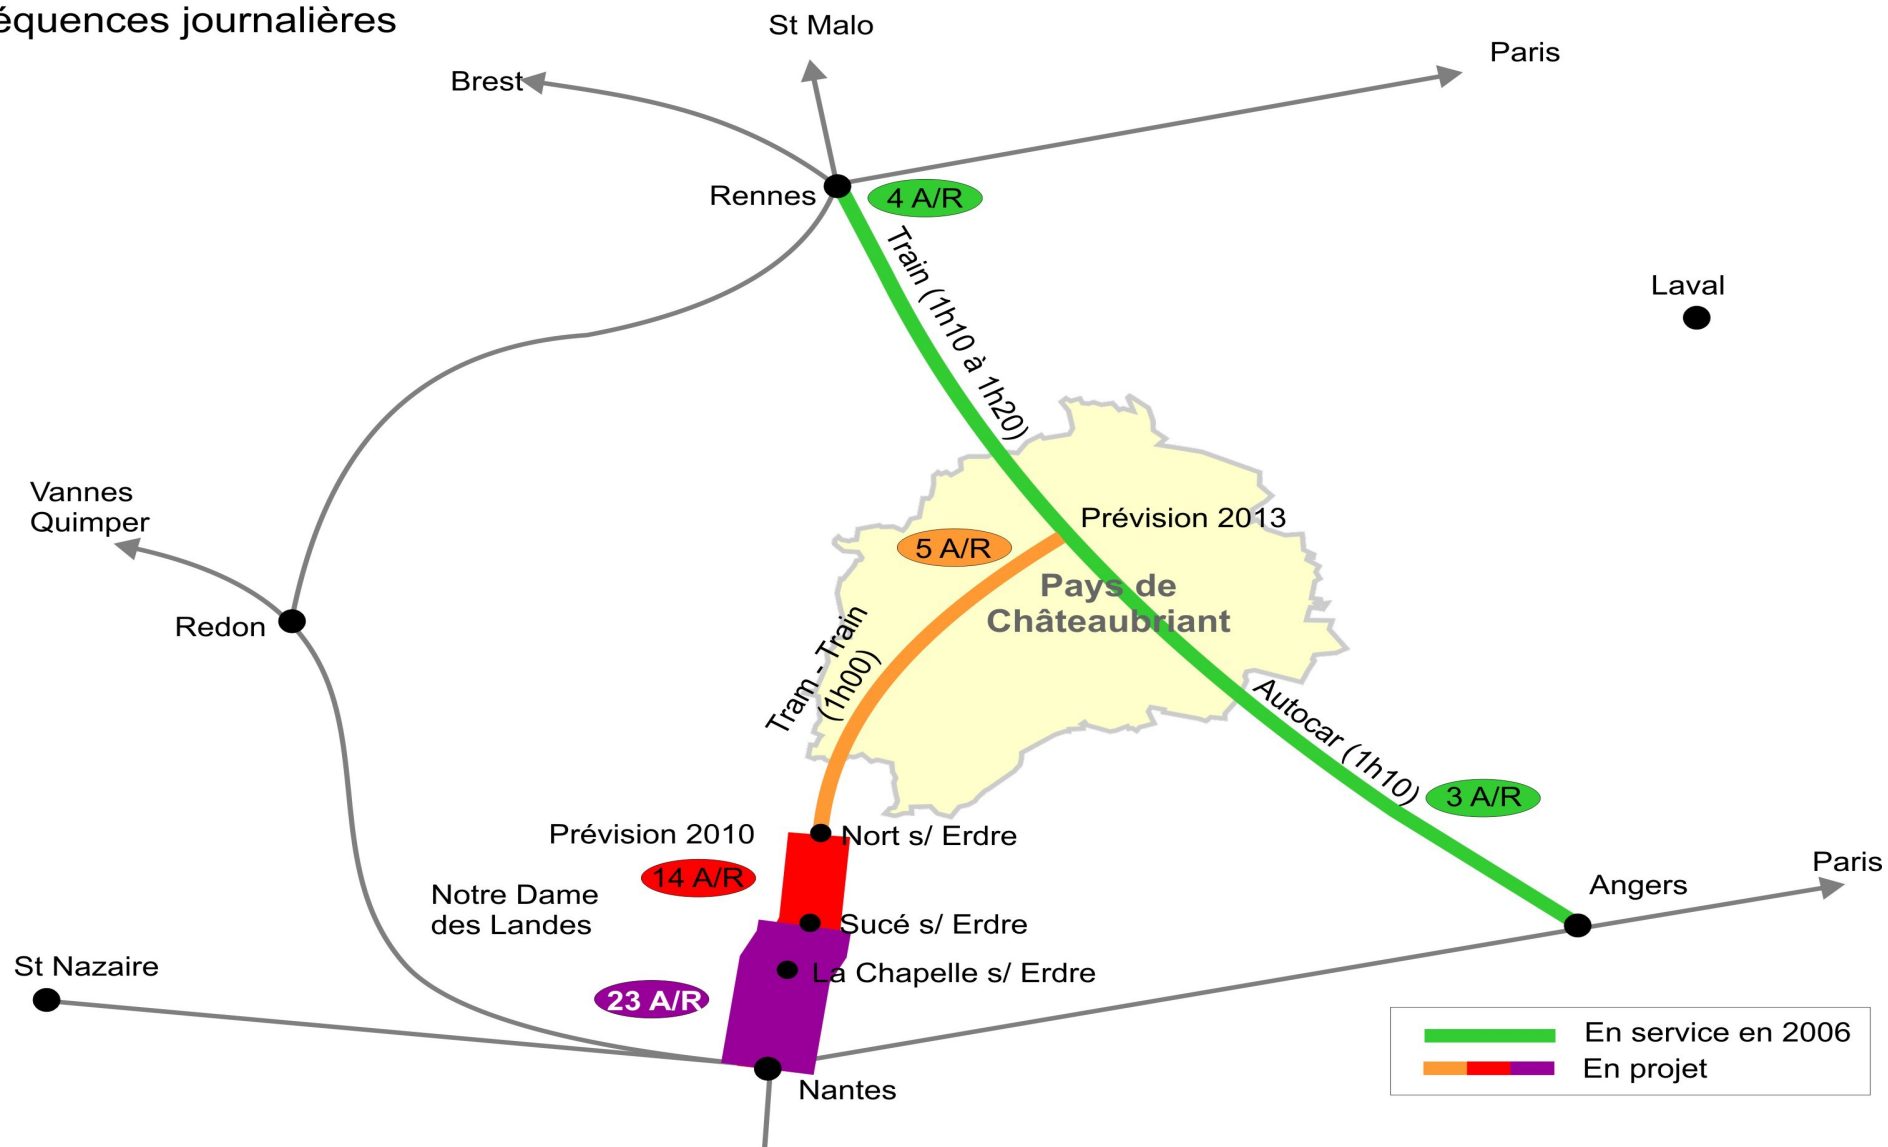 équences journalières
St Malo
Paris
Brest
Rennes
4 A/R
Train (1h10 à 1h20)
Laval
Vannes
Quimper
Prévision 2013
5 A/R
Pays de
Châteaubriant
Tram - Train
(1h00)
Redon
Autocar (1h10)
3 A/R
Prévision 2010
Nort s/ Erdre
14 A/R
Paris
Angers
Notre Dame
des Landes
Sucé s/ Erdre
St Nazaire
La Chapelle s/ Erdre
23 A/R
Nantes
En service en 2006
En projet